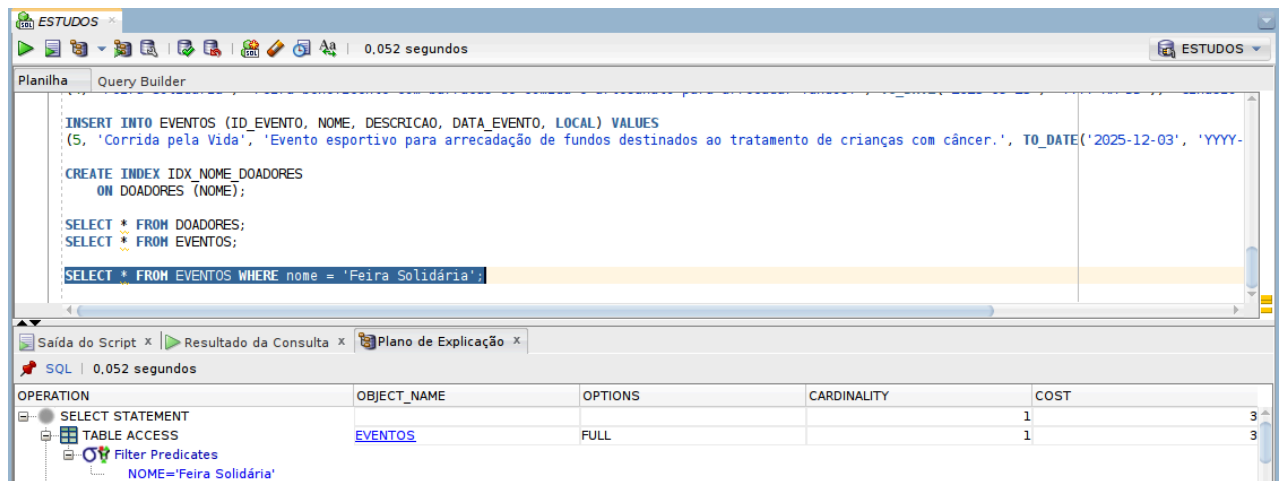 ESTUDOS
0,052 segundos
ESTUDOS
Planilha Query Builder
INSERT INTO EVENTOS (ID_EVENTO, NOME, DESCRICAO, DATA_EVENTO, LOCAL) VALUES
(5, 'Corrida pela Vida', 'Evento esportivo para arrecadação de fundos destinados ao tratamento de crianças com câncer.', TO_DATE('2025-12-03', 'YYYY-
CREATE INDEX IDX_NOME_DOADORES
ON DOADORES (NOME);
SELECT * FROM DOADORES;
SELECT * FROM EVENTOS;
SELECT * FROM EVENTOS WHERE nome = 'Feira Solidária';
Saída do Script x Resultado da Consulta x Plano de Explicação x
SQL | 0,052 segundos
OPERATION OBJECT_NAME OPTIONS CARDINALITY COST
SELECT STATEMENT 1 3
TABLE ACCESS EVENTOS FULL 1 3
Filter Predicates
NOME='Feira Solidária'